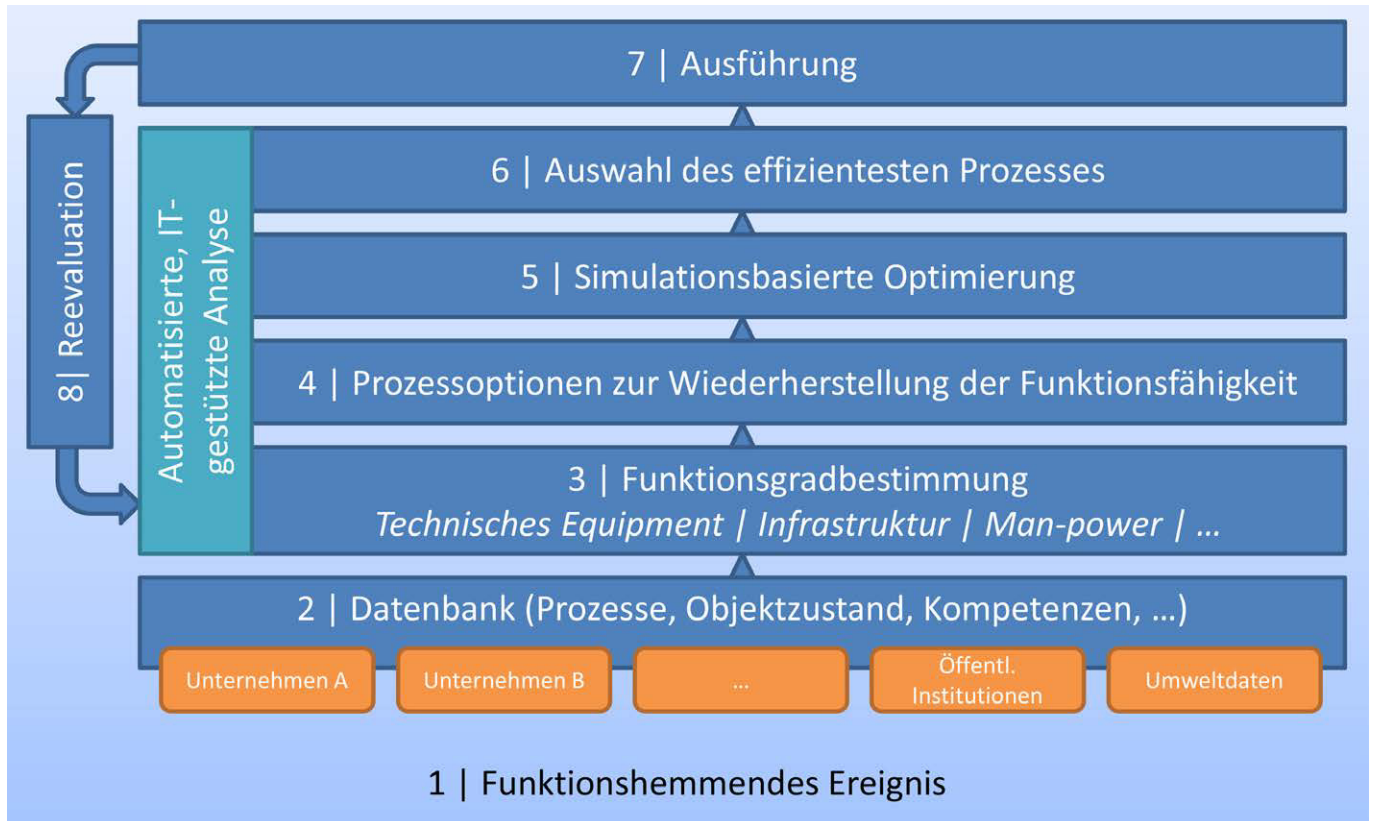 7 | Ausführung
6 | Auswahl des effizientesten Prozesses
5 | Simulationsbasierte Optimierung
4 | Prozessoptionen zur Wiederherstellung der Funktionsfähigkeit
3 | Funktionsgradbestimmung
Technisches Equipment | Infrastruktur | Man-power | …
Automatisierte, IT-
gestützte Analyse
8| Reevaluation
2 | Datenbank (Prozesse, Objektzustand, Kompetenzen, …)
Unternehmen A
Unternehmen B
…
Öffentl.
Institutionen
Umweltdaten
1 | Funktionshemmendes Ereignis